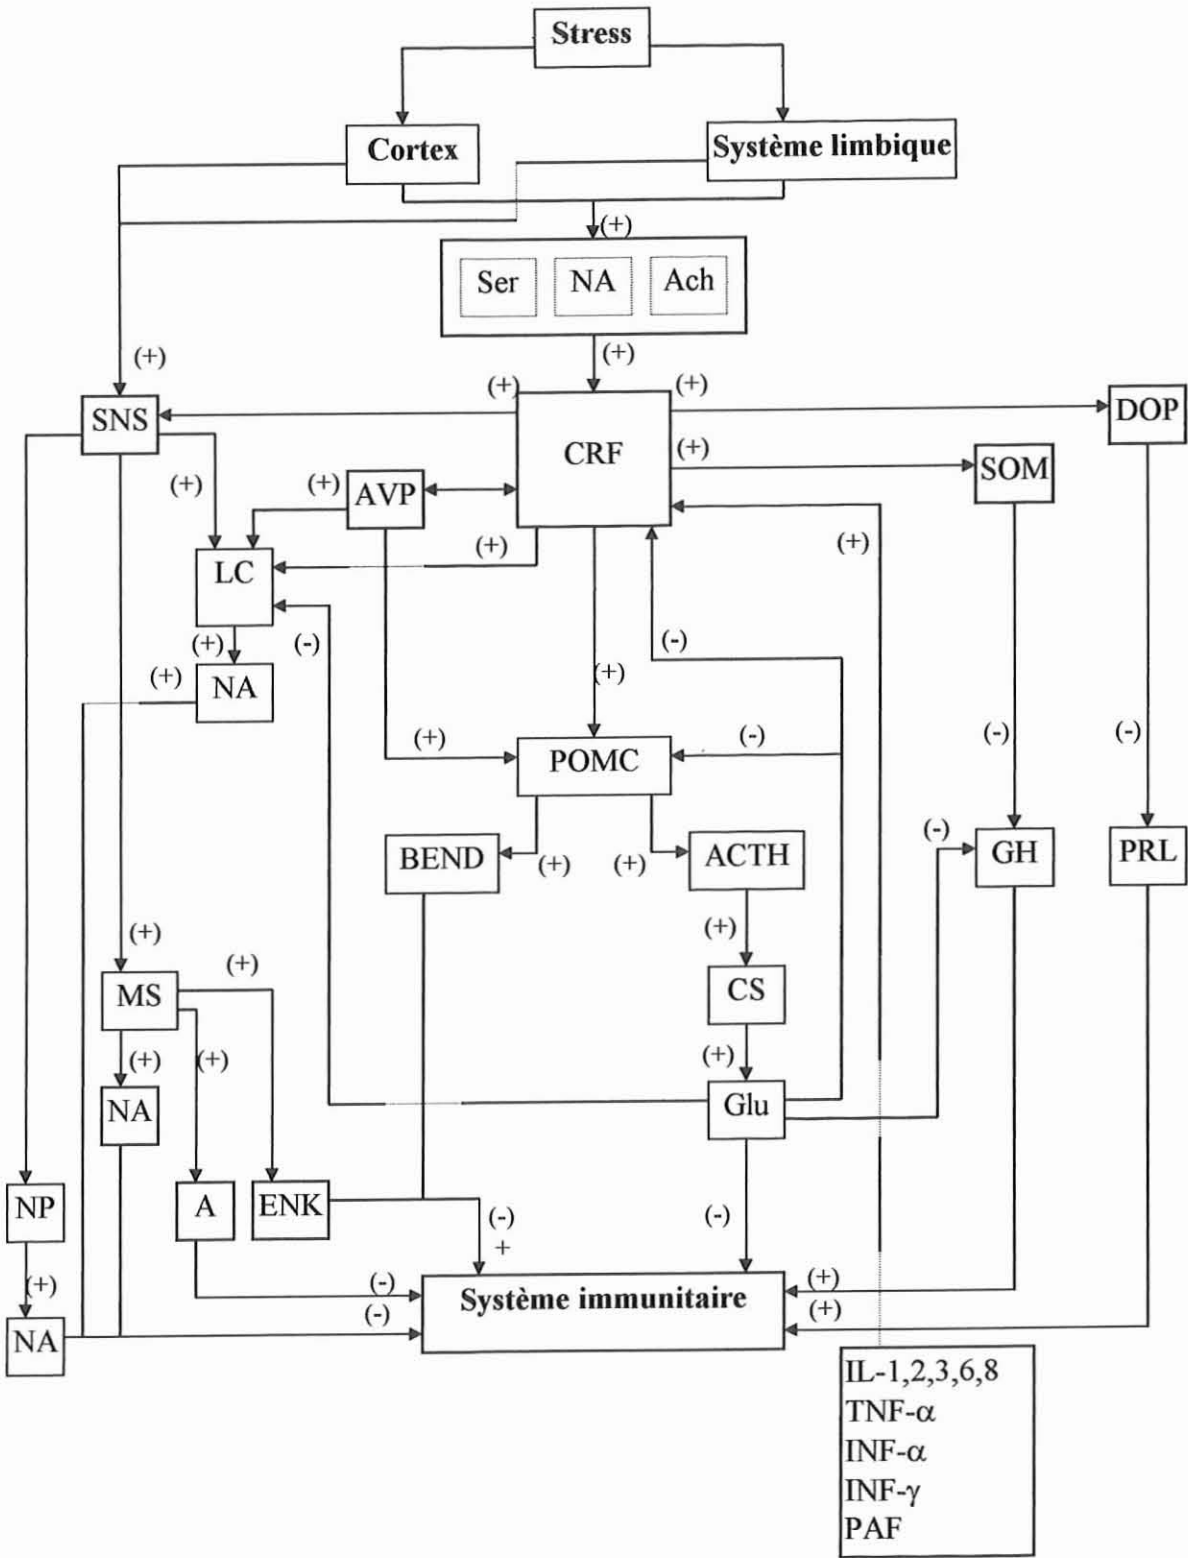 Stress
Cortex
Système limbique
(+)
Ser NA Ach
(+)
(+)
(+) (+)
SNS
DOP
CRF
(+)
SOM
(+)
(+)
AVP
(+)
(+)
LC
(+)
(-)
(-)
(+)
NA
(+)
(+)
(-)
(-)
(-)
POMC
BEND
(+)
(+)
ACTH
(-)
GH
PRL
(+)
(+)
(+)
MS
CS
(+)
(+)
(+)
NA
Glu
NP
A
ENK
(-)
+
(-)
(+)
(-)
(+)
Système immunitaire
(-)
(+)
NA
IL-1,2,3,6,8
TNF-α
INF-α
INF-γ
PAF